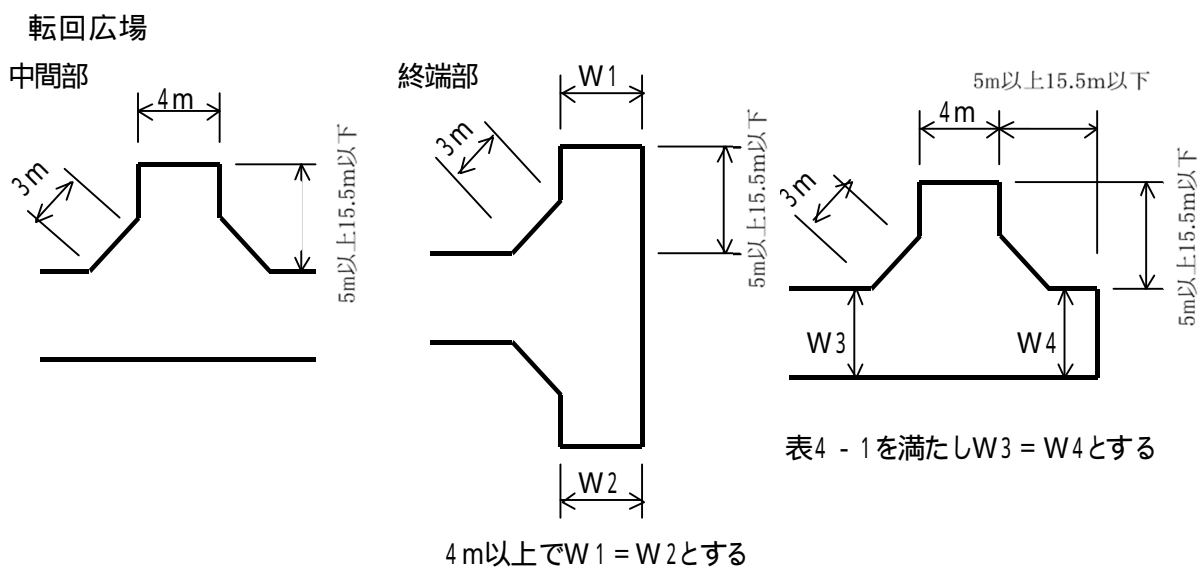 転回広場
中間部
4m
3m
5m以上15.5m以下
終端部
W1
3m
5m以上15.5m以下
W2
4m以上でW1=W2とする
5m以上15.5m以下
4m
3m
5m以上15.5m以下
W3
W4
表4-1を満たしW3=W4とする